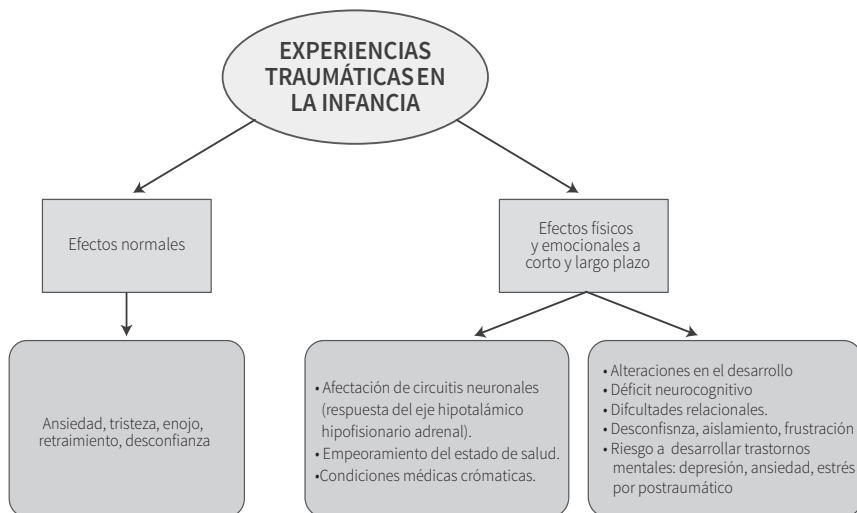 EXPERIENCIAS
TRAUMÁTICAS EN
LA INFANCIA
Efectos normales
Efectos físicos
y emocionales a
corto y largo plazo
Ansiedad, tristeza, enojo,
retraimiento, desconfianza
• Afectación de circuitis neuronales
(respuesta del eje hipotalámico
hipofisionario adrenal).
• Empeoramiento del estado de salud.
•Condiciones médicas crómaticas.
• Alteraciones en el desarrollo
• Déficit neurocognitivo
• Difcultades relacionales.
• Desconfisnza, aislamiento, frustración
• Riesgo a desarrollar trastornos
mentales: depresión, ansiedad, estrés
por postraumático